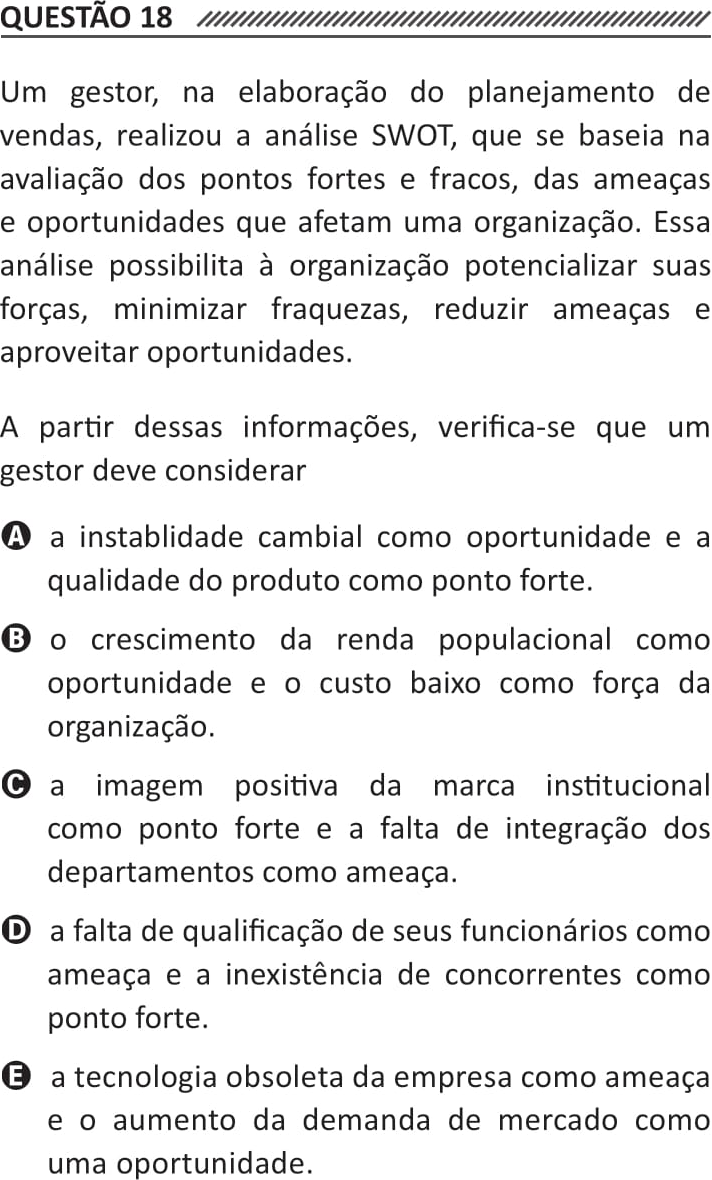 QUESTÃO 18
Um gestor, na elaboração do planejamento de
vendas, realizou a análise SWOT, que se baseia na
avaliação dos pontos fortes e fracos, das ameaças
e oportunidades que afetam uma organização. Essa
análise possibilita à organização potencializar suas
forças, minimizar fraquezas, reduzir ameaças e
aproveitar oportunidades.
A partir dessas informações, verifica-se que um
gestor deve considerar
A a instablidade cambial como oportunidade e a
qualidade do produto como ponto forte.
B o crescimento da renda populacional como
oportunidade e o custo baixo como força da
organização.
C a imagem positiva da marca institucional
como ponto forte e a falta de integração dos
departamentos como ameaça.
D a falta de qualificação de seus funcionários como
ameaça e a inexistência de concorrentes como
ponto forte.
E a tecnologia obsoleta da empresa como ameaça
e o aumento da demanda de mercado como
uma oportunidade.